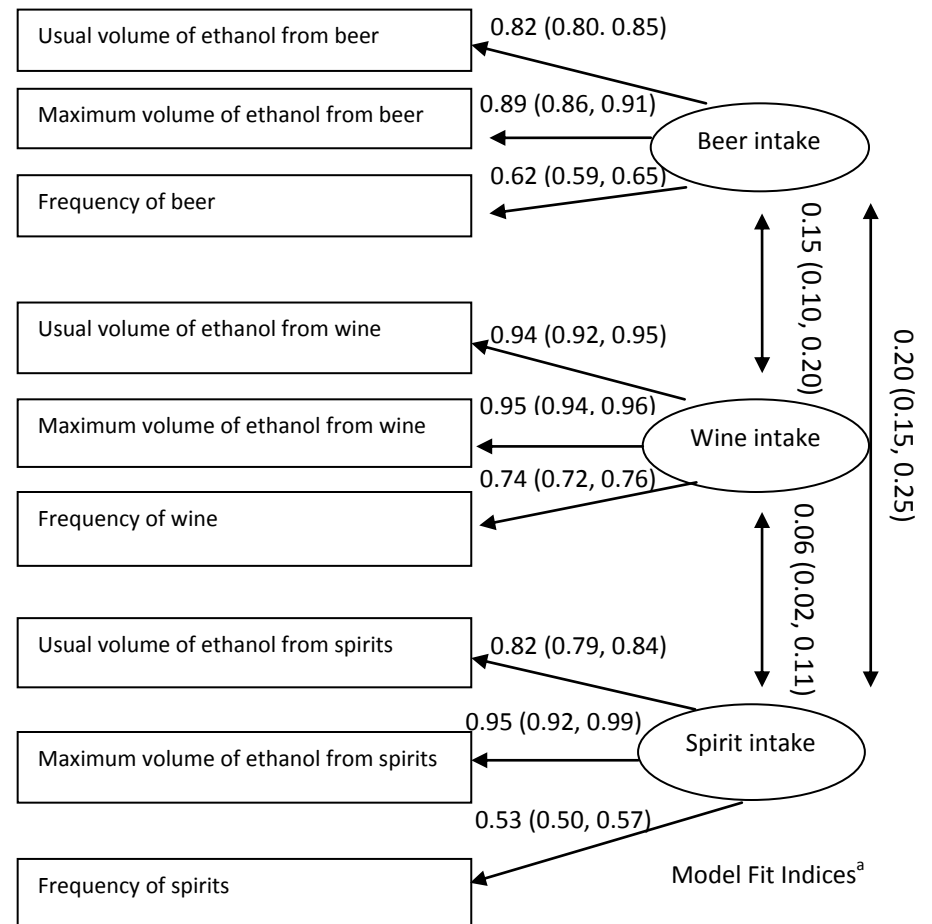 Usual volume of ethanol from beer
0.82 (0.80. 0.85)
Maximum volume of ethanol from beer
0.89 (0.86, 0.91)
Beer intake
Frequency of beer
0.62 (0.59, 0.65)
0.15 (0.10, 0.20)
0.20 (0.15, 0.25)
Usual volume of ethanol from wine
0.94 (0.92, 0.95)
Maximum volume of ethanol from wine
0.95 (0.94, 0.96)
Wine intake
Frequency of wine
0.74 (0.72, 0.76)
0.06 (0.02, 0.11)
Usual volume of ethanol from spirits
0.82 (0.79, 0.84)
Maximum volume of ethanol from spirits
0.95 (0.92, 0.99)
Spirit intake
Frequency of spirits
0.53 (0.50, 0.57)
Model Fit Indicesᵃ